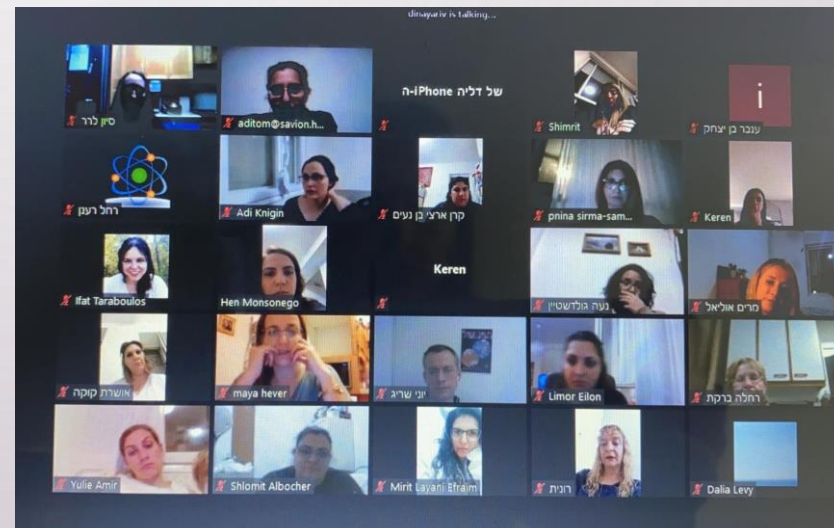 dinayariv is talking...
סיון לרר
aditom@savion.h...
ה-iPhone של דליה
Shimrit
i
ענבר בן יצחק
רחל רענן
Adi Knigin
קרן ארצי בן נעים
pnina sirma-sam...
Keren
Ifat Taraboulos
Hen Monsonego
Keren
נעה גולדשטיין
מרים אוליאל
אושרת קוקה
maya hever
יוני שריג
Limor Eilon
רחלה ברקת
Yulie Amir
Shlomit Albocher
Mirit Layani Efraim
רונית
Dalia Levy